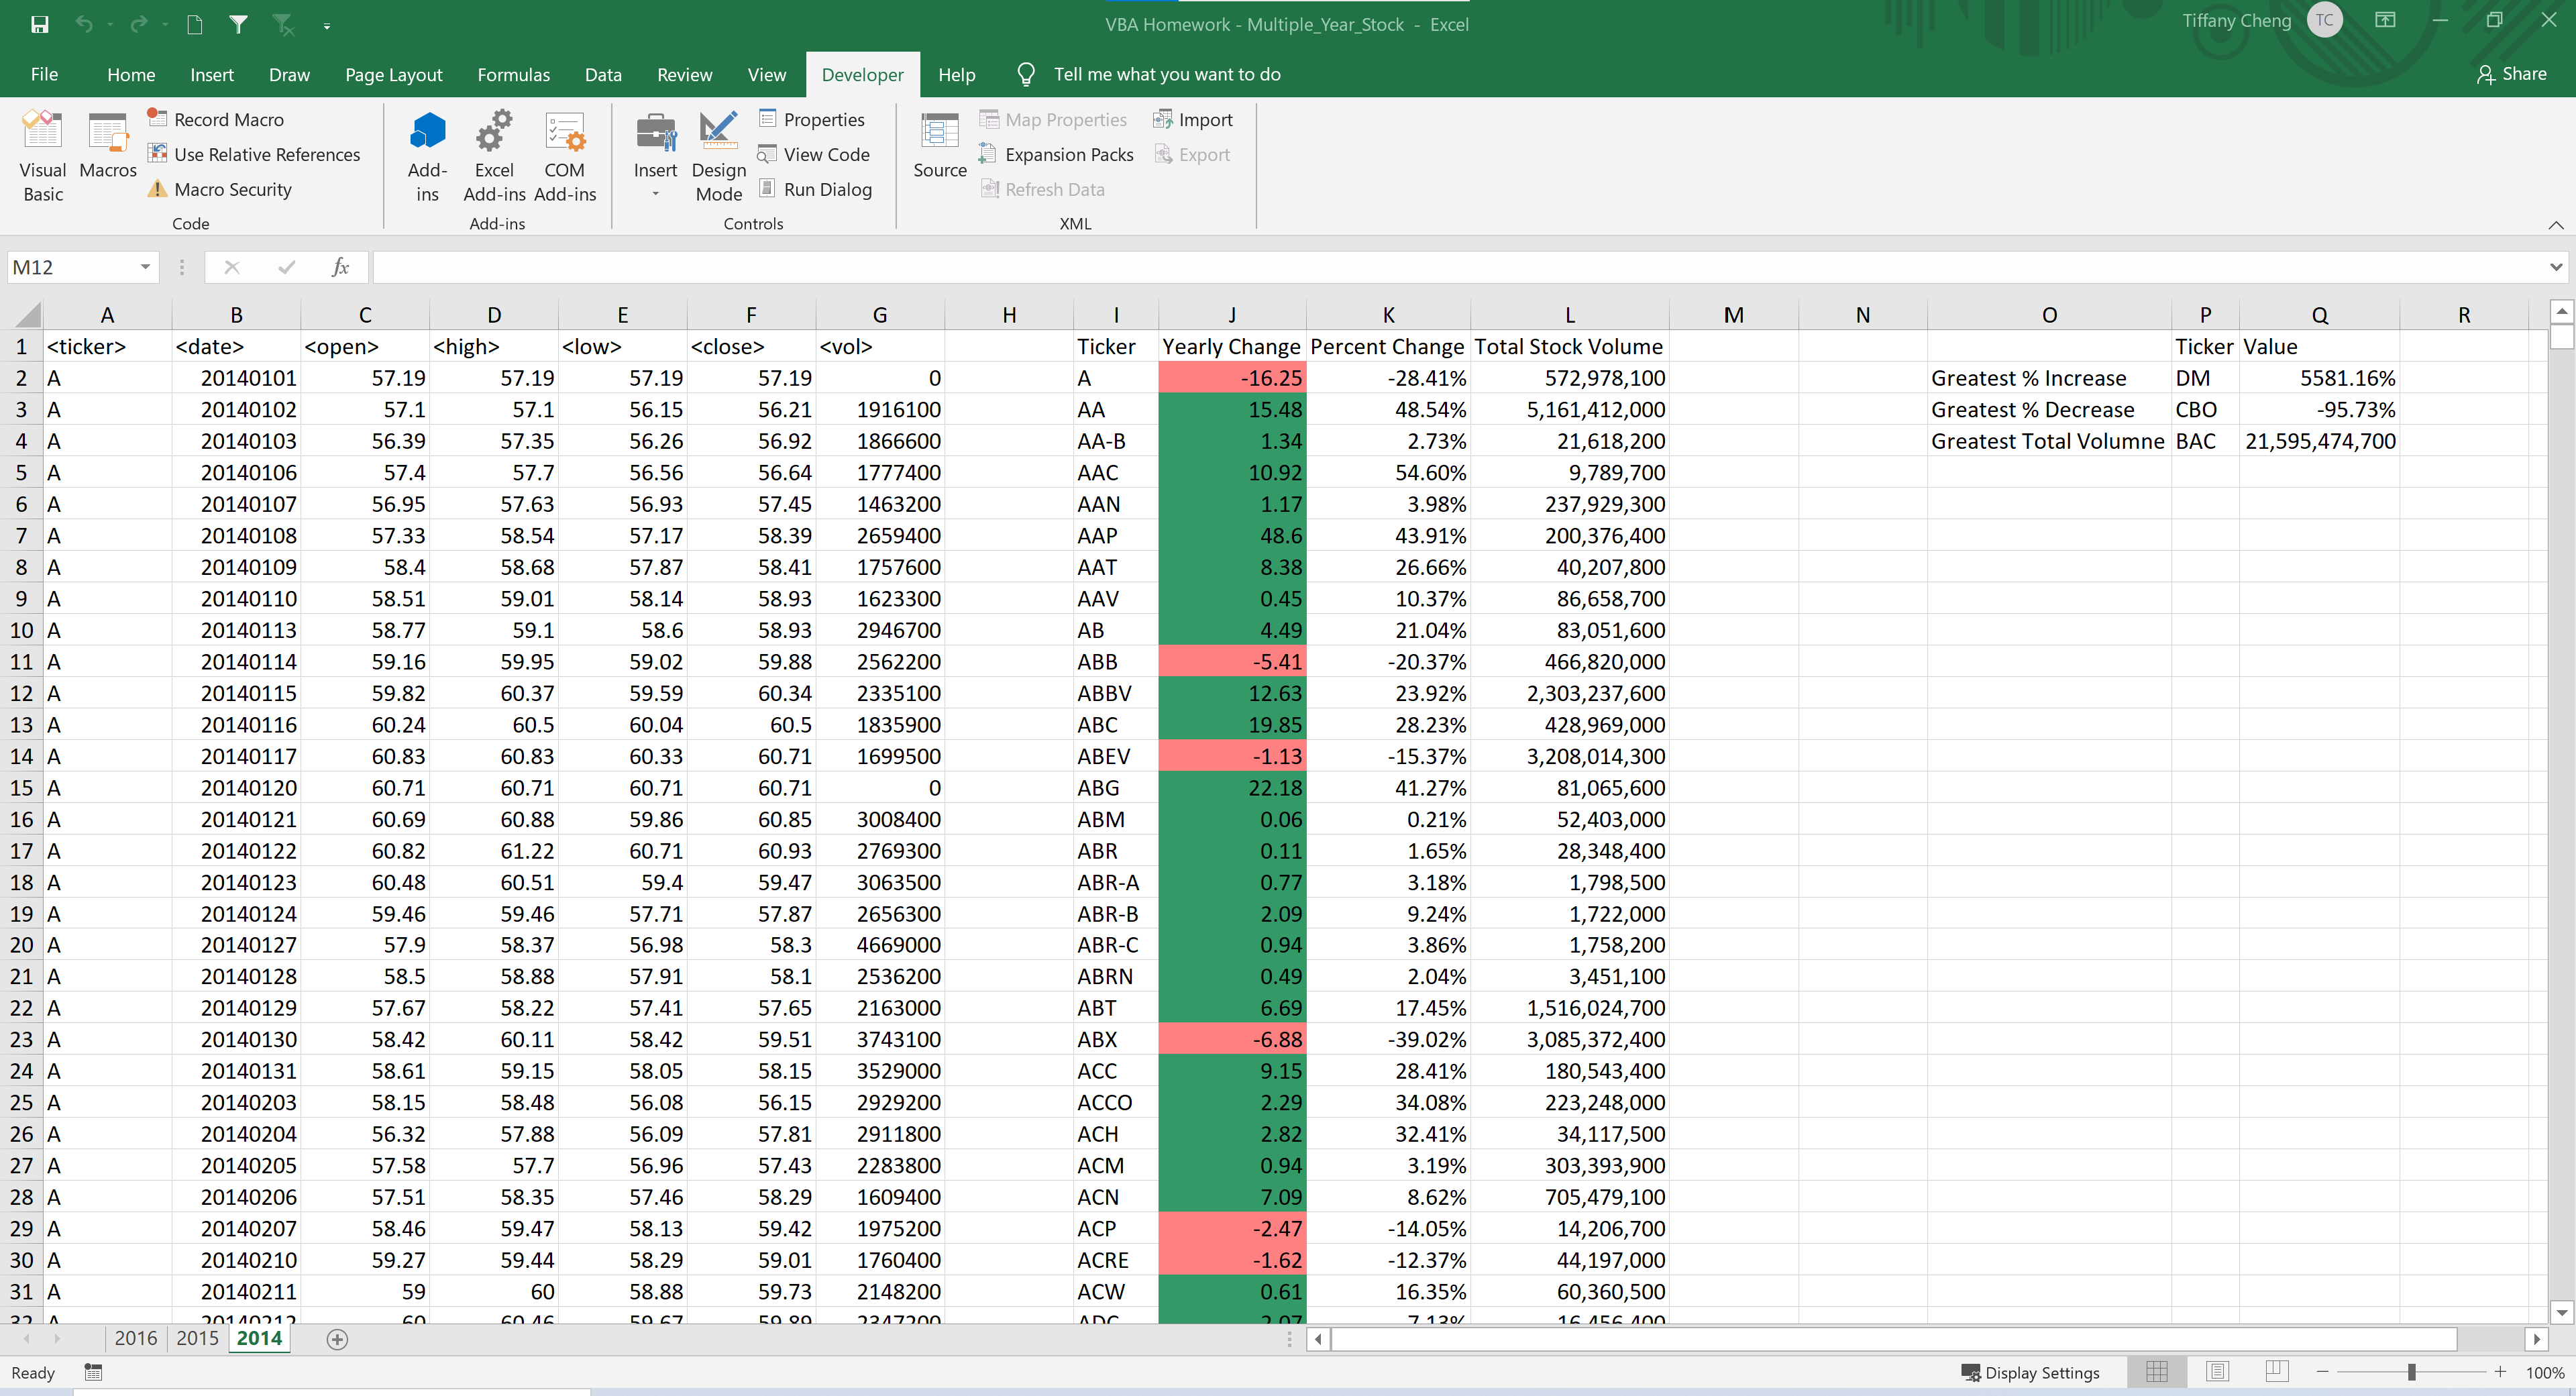 VBA Homework - Multiple_Year_Stock - Excel
Tiffany Cheng TC
File Home Insert Draw Page Layout Formulas Data Review View Developer Help Tell me what you want to do Share
Visual Basic
Macros
Record Macro
Use Relative References
Macro Security
Code
Add-ins
Excel Add-ins
COM Add-ins
Add-ins
Insert
Design Mode
Properties
View Code
Run Dialog
Controls
Source
Map Properties
Expansion Packs
Refresh Data
Import
Export
XML
M12 fx
A B C D E F G H I J K L M N O P Q R
1 <ticker> <date> <open> <high> <low> <close> <vol> Ticker Yearly Change Percent Change Total Stock Volume Ticker Value
2 A 20140101 57.19 57.19 57.19 57.19 0 A -16.25 -28.41% 572,978,100 Greatest % Increase DM 5581.16%
3 A 20140102 57.1 57.1 56.15 56.21 1916100 AA 15.48 48.54% 5,161,412,000 Greatest % Decrease CBO -95.73%
4 A 20140103 56.39 57.35 56.26 56.92 1866600 AA-B 1.34 2.73% 21,618,200 Greatest Total Volumne BAC 21,595,474,700
5 A 20140106 57.4 57.7 56.56 56.64 1777400 AAC 10.92 54.60% 9,789,700
6 A 20140107 56.95 57.63 56.93 57.45 1463200 AAN 1.17 3.98% 237,929,300
7 A 20140108 57.33 58.54 57.17 58.39 2659400 AAP 48.6 43.91% 200,376,400
8 A 20140109 58.4 58.68 57.87 58.41 1757600 AAT 8.38 26.66% 40,207,800
9 A 20140110 58.51 59.01 58.14 58.93 1623300 AAV 0.45 10.37% 86,658,700
10 A 20140113 58.77 59.1 58.6 58.93 2946700 AB 4.49 21.04% 83,051,600
11 A 20140114 59.16 59.95 59.02 59.88 2562200 ABB -5.41 -20.37% 466,820,000
12 A 20140115 59.82 60.37 59.59 60.34 2335100 ABBV 12.63 23.92% 2,303,237,600
13 A 20140116 60.24 60.5 60.04 60.5 1835900 ABC 19.85 28.23% 428,969,000
14 A 20140117 60.83 60.83 60.33 60.71 1699500 ABEV -1.13 -15.37% 3,208,014,300
15 A 20140120 60.71 60.71 60.71 60.71 0 ABG 22.18 41.27% 81,065,600
16 A 20140121 60.69 60.88 59.86 60.85 3008400 ABM 0.06 0.21% 52,403,000
17 A 20140122 60.82 61.22 60.71 60.93 2769300 ABR 0.11 1.65% 28,348,400
18 A 20140123 60.48 60.51 59.4 59.47 3063500 ABR-A 0.77 3.18% 1,798,500
19 A 20140124 59.46 59.46 57.71 57.87 2656300 ABR-B 2.09 9.24% 1,722,000
20 A 20140127 57.9 58.37 56.98 58.3 4669000 ABR-C 0.94 3.86% 1,758,200
21 A 20140128 58.5 58.88 57.91 58.1 2536200 ABRN 0.49 2.04% 3,451,100
22 A 20140129 57.67 58.22 57.41 57.65 2163000 ABT 6.69 17.45% 1,516,024,700
23 A 20140130 58.42 60.11 58.42 59.51 3743100 ABX -6.88 -39.02% 3,085,372,400
24 A 20140131 58.61 59.15 58.05 58.15 3529000 ACC 9.15 28.41% 180,543,400
25 A 20140203 58.15 58.48 56.08 56.15 2929200 ACCO 2.29 34.08% 223,248,000
26 A 20140204 56.32 57.88 56.09 57.81 2911800 ACH 2.82 32.41% 34,117,500
27 A 20140205 57.58 57.7 56.96 57.43 2283800 ACM 0.94 3.19% 303,393,900
28 A 20140206 57.51 58.35 57.46 58.29 1609400 ACN 7.09 8.62% 705,479,100
29 A 20140207 58.46 59.47 58.13 59.42 1975200 ACP -2.47 -14.05% 14,206,700
30 A 20140210 59.27 59.44 58.29 59.01 1760400 ACRE -1.62 -12.37% 44,197,000
31 A 20140211 59 60 58.88 59.73 2148200 ACW 0.61 16.35% 60,360,500
32 A 20140212 60 60.46 59.67 59.89 2347200 ADC 2.07 7.13% 16,456,400
2016 2015 2014
Ready Display Settings 100%